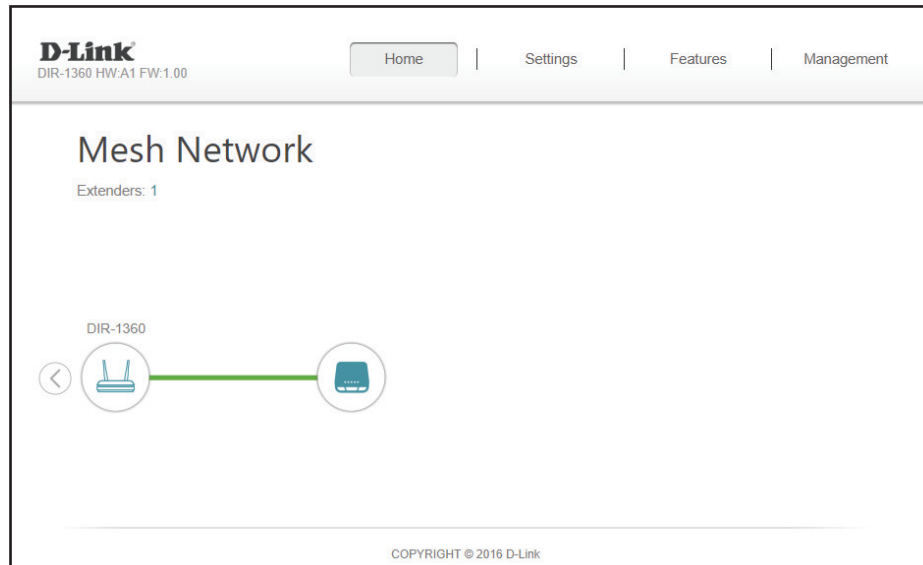 D-Link
DIR-1360 HW:A1 FW:1.00
Home | Settings | Features | Management
Mesh Network
Extenders: 1
DIR-1360
COPYRIGHT © 2016 D-Link